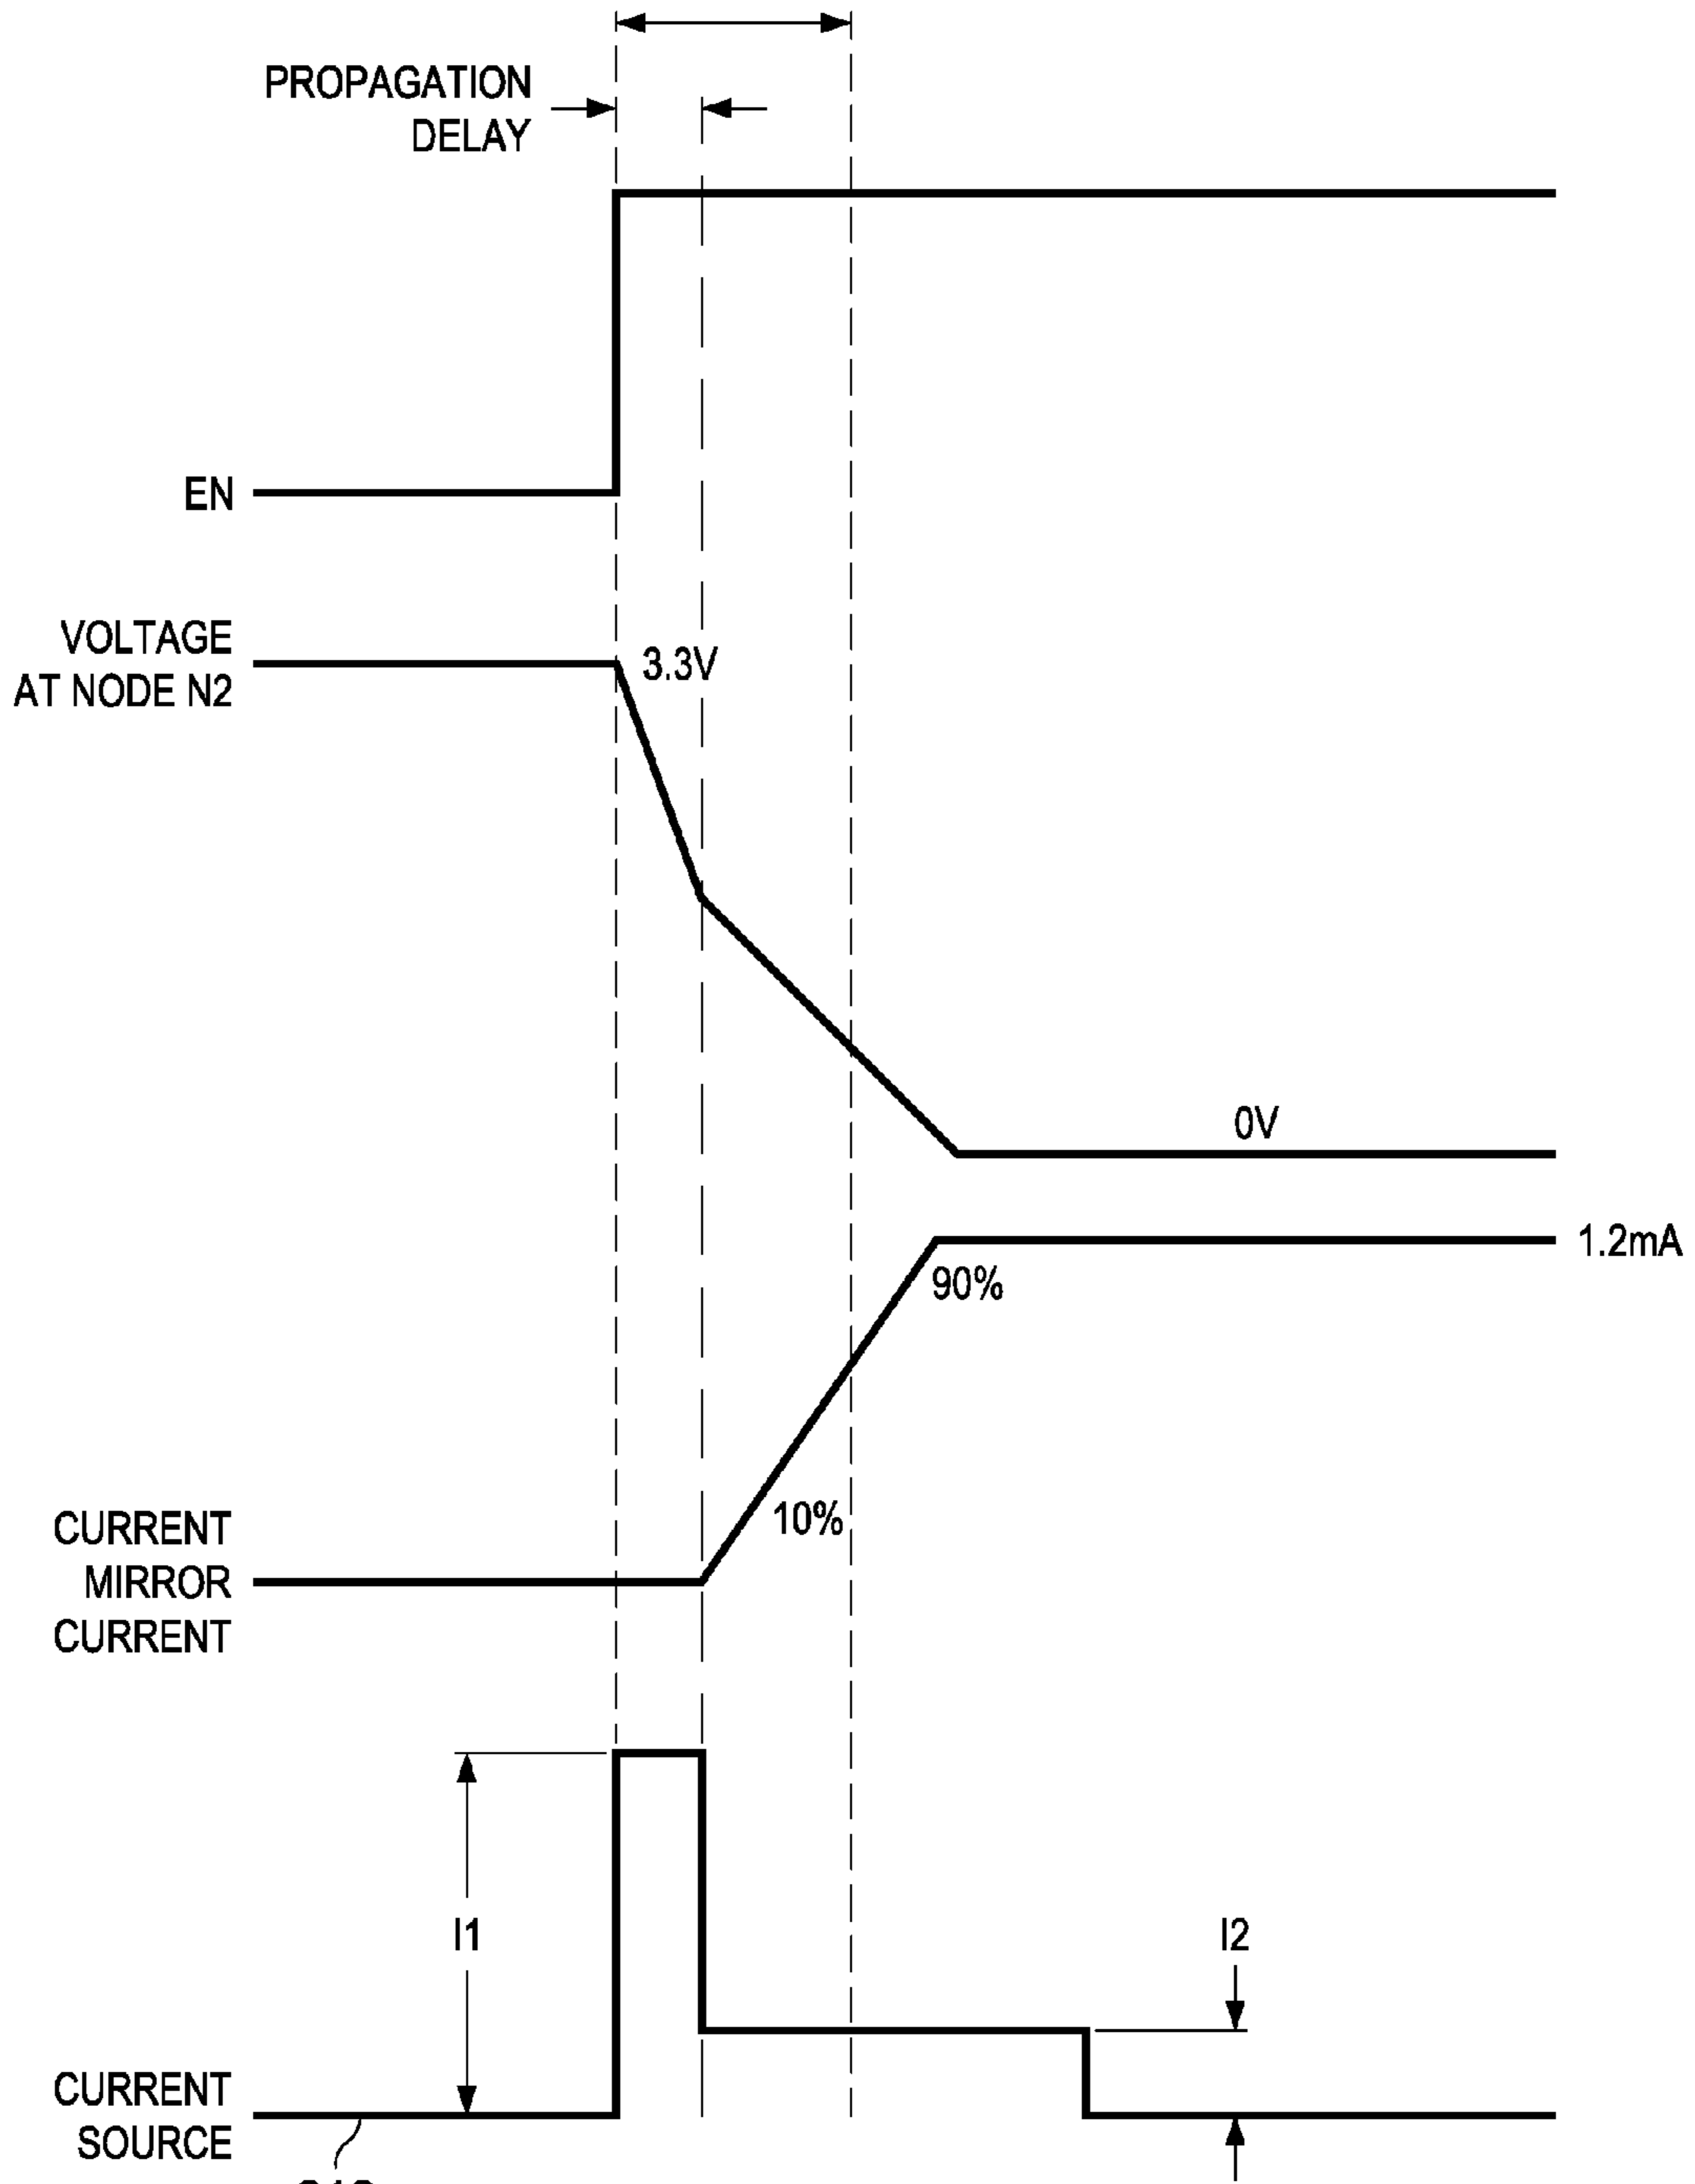 PROPAGATION
DELAY
EN
VOLTAGE
AT NODE N2
3.3V
0V
1.2mA
90%
10%
CURRENT
MIRROR
CURRENT
I1
I2
CURRENT
SOURCE